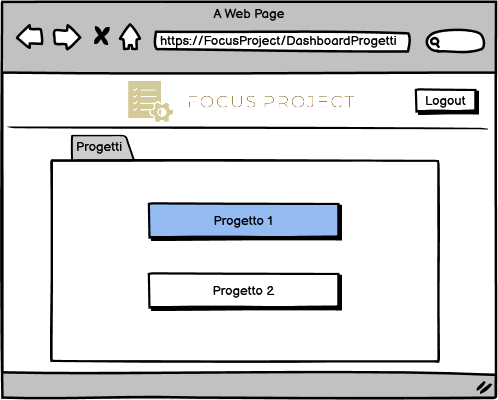 A Web Page
https://FocusProject/DashboardProgetti
FOCUS PROJECT
Logout
Progetti
Progetto 1
Progetto 2